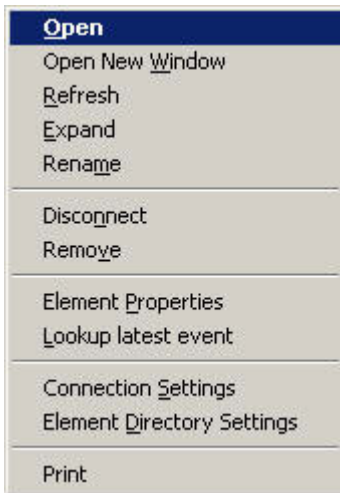 Open
Open New Window
Refresh
Expand
Rename
Disconnect
Remove
Element Properties
Lookup latest event
Connection Settings
Element Directory Settings
Print